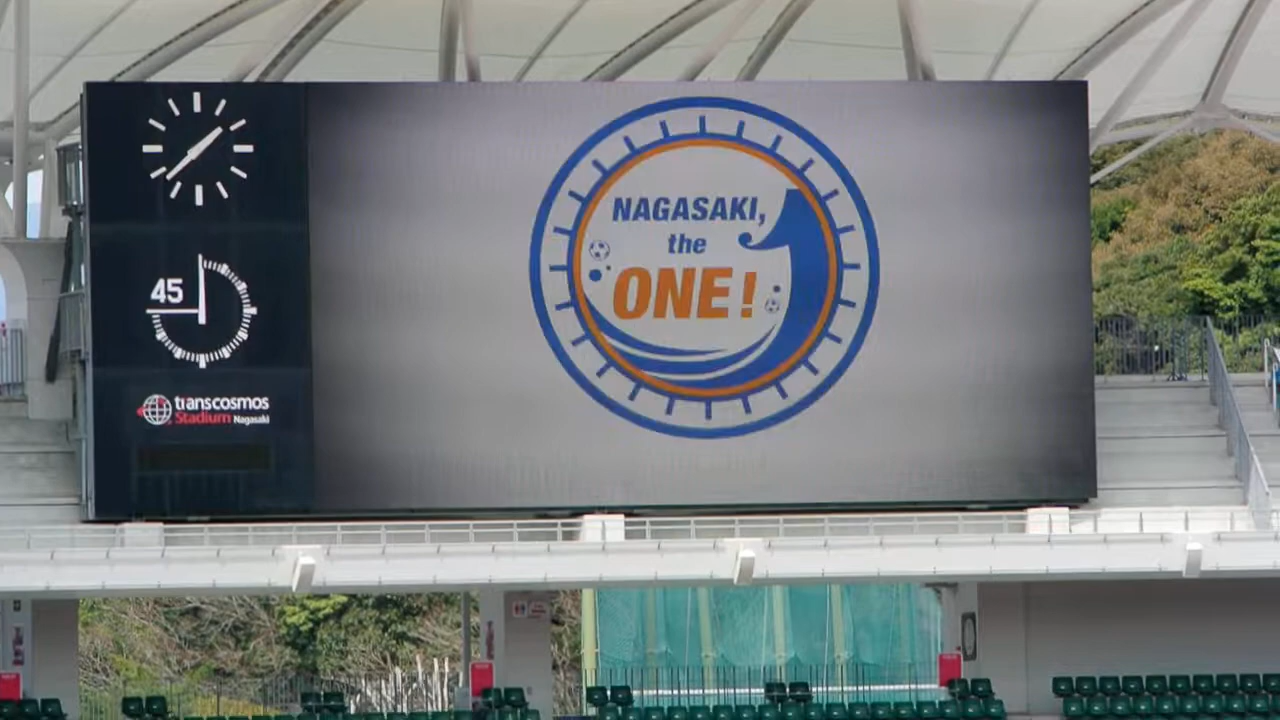 45
transcosmos
Stadium Nagasaki
NAGASAKI,
the
ONE!